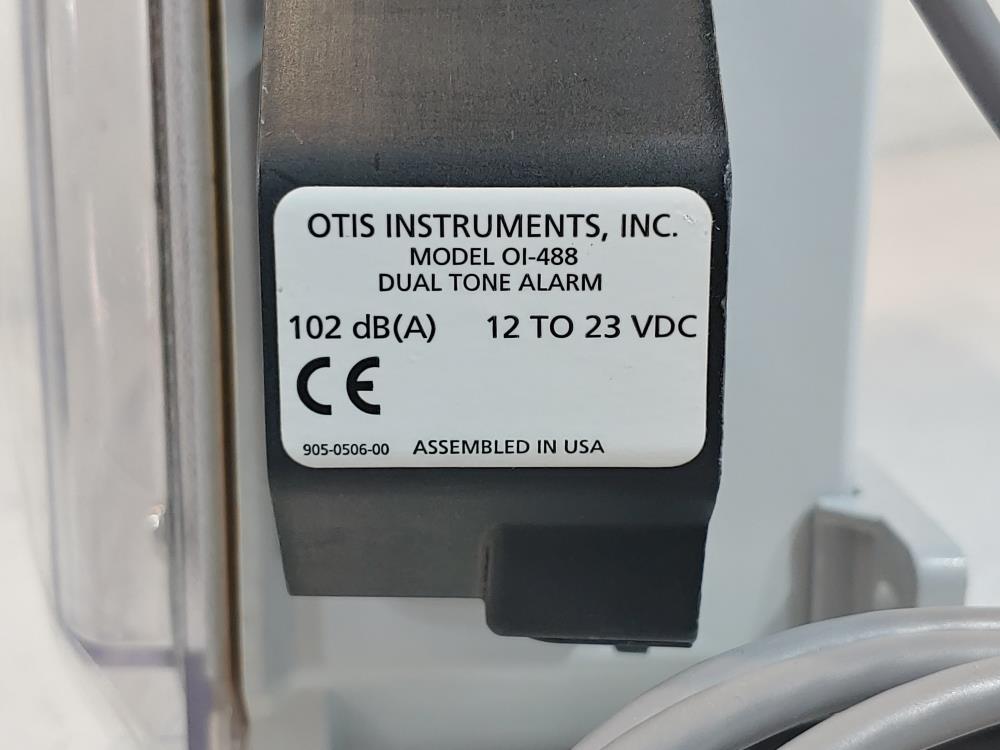 OTIS INSTRUMENTS, INC.
MODEL OI-488
DUAL TONE ALARM
102 dB(A) 12 TO 23 VDC
CE
905-0506-00 ASSEMBLED IN USA